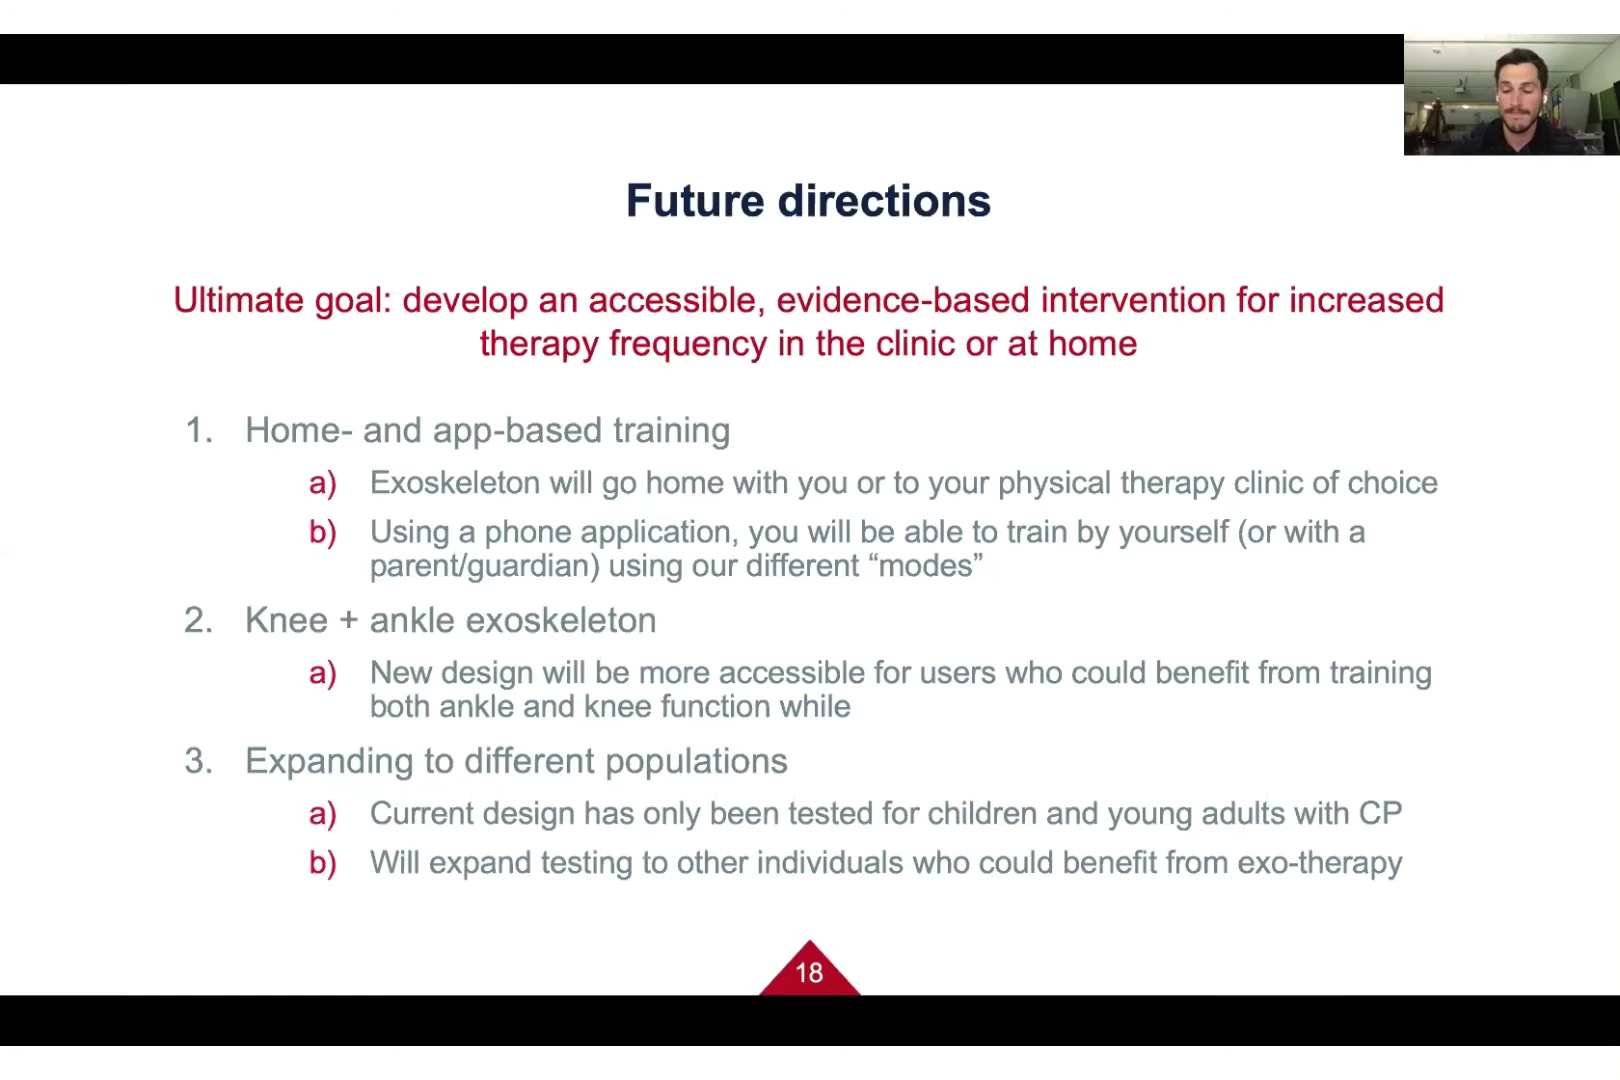 Future directions
Ultimate goal: develop an accessible, evidence-based intervention for increased
therapy frequency in the clinic or at home
1. Home- and app-based training
a) Exoskeleton will go home with you or to your physical therapy clinic of choice
b) Using a phone application, you will be able to train by yourself (or with a
parent/guardian) using our different “modes”
2. Knee + ankle exoskeleton
a) New design will be more accessible for users who could benefit from training
both ankle and knee function while
3. Expanding to different populations
a) Current design has only been tested for children and young adults with CP
b) Will expand testing to other individuals who could benefit from exo-therapy
18